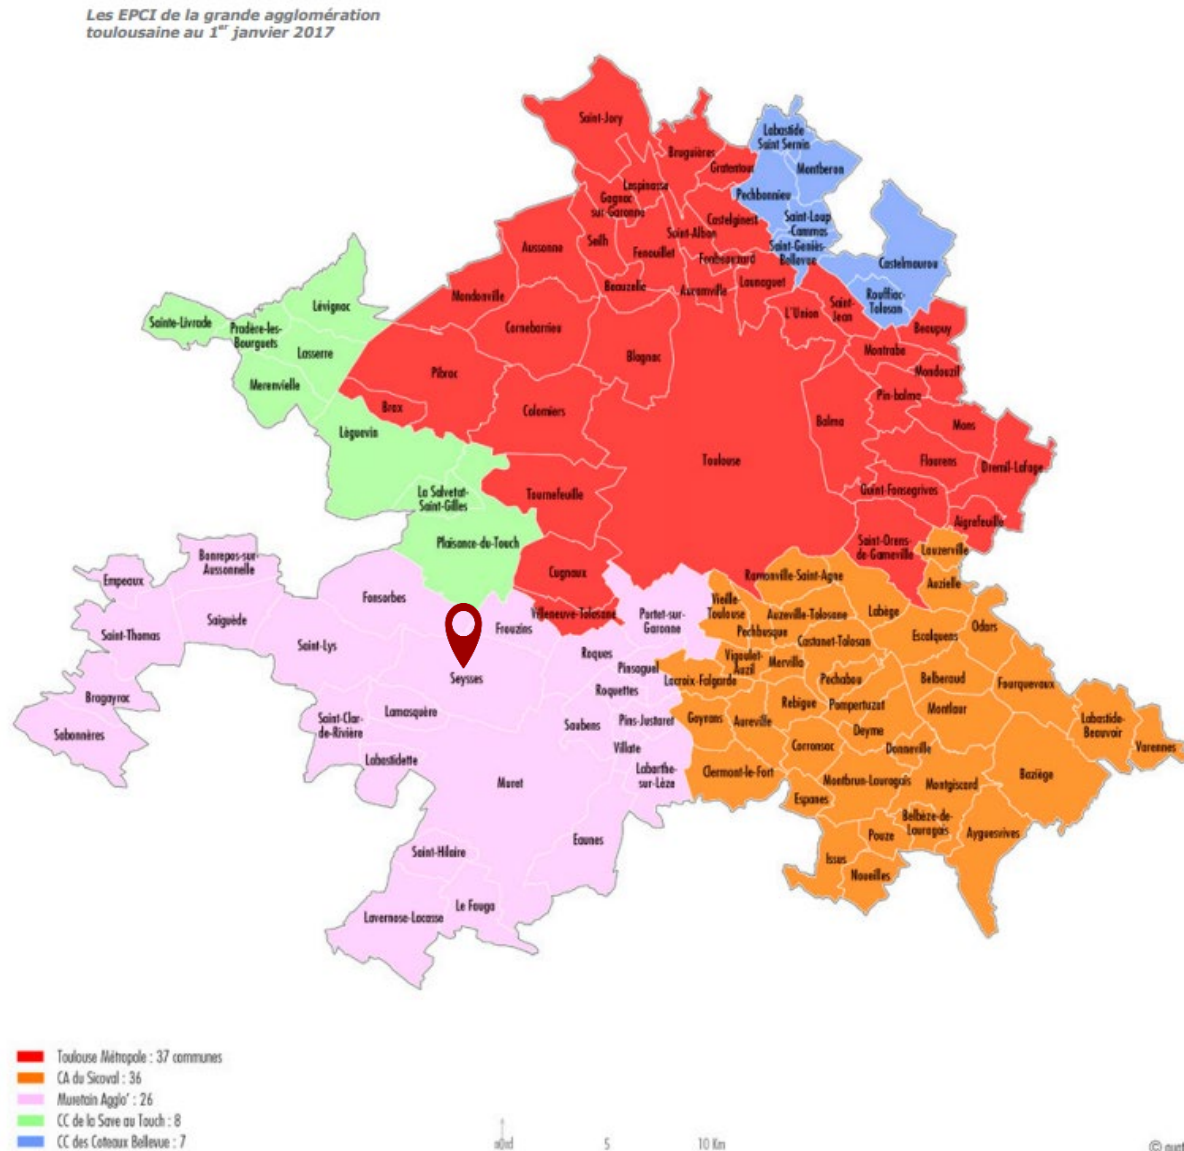 Les EPCI de la grande agglomération
toulousaine au 1er janvier 2017
Saint-Jory
Labastide
Saint Sernin
Bruguières
Gratentour
Montberon
Lespinasse
Pechbonnieu
Gagnac
sur-Garonne
Castelginest
Saint-Loup
-Cammas
Saint-Alban
Aussonne
Seilh
Fenouillet
Fonbeauzard
Saint-Geniès-
Bellevue
Castelmaurou
Beauzelle
Aucamville
Launaguet
Mondonville
Rouffiac-
Tolosan
Lévignac
Sainte-Livrade
Pradère-les-
Bourguets
Cornebarrieu
L'Union
Saint-
Jean
Beaupuy
Lasserre
Blagnac
Montrabe
Pibrac
Mondouzil
Merenvielle
Pin-balma
Brax
Colomiers
Balma
Mons
Lèguevin
Toulouse
Flourens
Dremil-Lafage
La Salvetat-
Saint-Gilles
Tournefeuille
Quint-Fonsegrives
Aigrefeuille
Plaisance-du-Touch
Saint-Orens-
de-Gameville
Lauzerville
Bonrepos-sur-
Aussonnelle
Empeaux
Cugnaux
Ramonville-Saint-Agne
Auzielle
Fonsorbes
Vieille-
Toulouse
Labège
Saiguède
Villeneuve-Tolosane
Portet-sur-
Garonne
Auzeville-Tolosane
Odars
Saint-Thomas
Frouzins
Pechbusque
Escalquens
Saint-Lys
Castanet-Tolosan
Roques
Vigoulet-
Auzil
Mervilla
Pinsaguel
Seysses
Lacroix-Falgarde
Pechabou
Belberaud
Fourquevaux
Bragayrac
Roquettes
Rebigue
Pompertuzat
Montlaur
Lamasquère
Saint-Clar-
de-Rivière
Saubens
Pins-Justaret
Goyrans
Aureville
Labastide-
Beauvoir
Sabonnères
Deyme
Corronsac
Donneville
Varennes
Villate
Labastidette
Clermont-le-Fort
Baziège
Muret
Labarthe-
sur-Lèze
Montbrun-Lauragais
Montgiscard
Espanes
Belbèze-de-
Lauragais
Eaunes
Pouze
Ayguesvives
Saint-Hilaire
Issus
Noueilles
Le Fauga
Lavernose-Lacasse
Toulouse Métropole : 37 communes
CA du Sicoval : 36
Muretain Agglo' : 26
CC de la Save au Touch : 8
CC des Coteaux Bellevue : 7
nord 5 10 Km